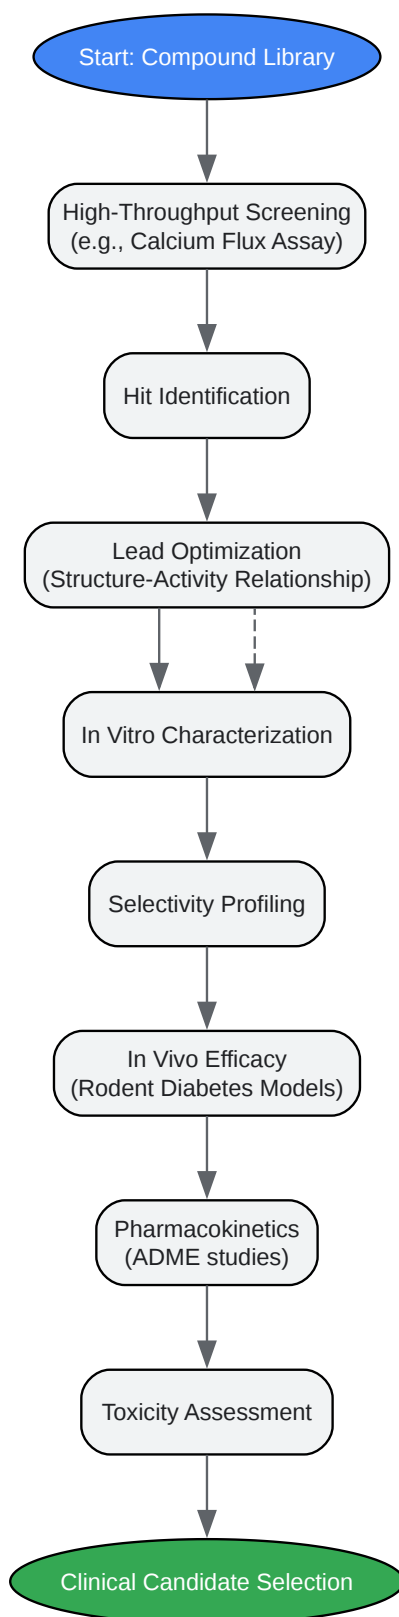 Start: Compound Library
High-Throughput Screening
(e.g., Calcium Flux Assay)
Hit Identification
Lead Optimization
(Structure-Activity Relationship)
In Vitro Characterization
Selectivity Profiling
In Vivo Efficacy
(Rodent Diabetes Models)
Pharmacokinetics
(ADME studies)
Toxicity Assessment
Clinical Candidate Selection